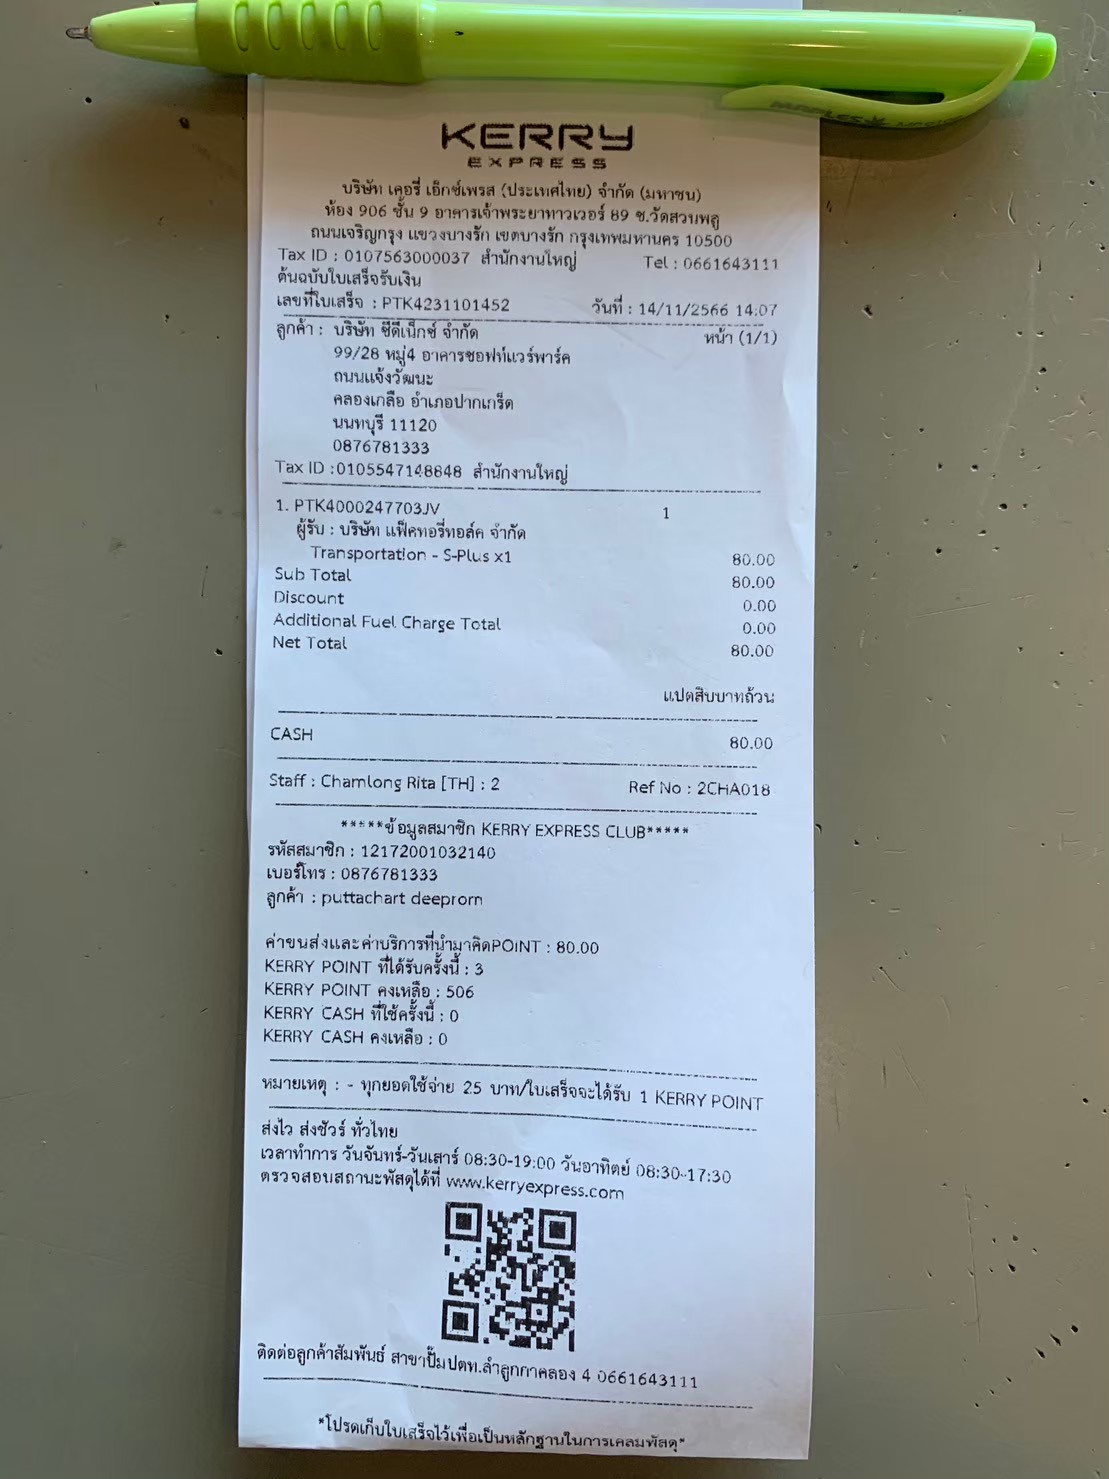 KERRY
EXPRESS
บริษัท เคอรี่ เอ็กซ์เพรส (ประเทศไทย) จำกัด (มหาชน)
ห้อง 906 ชั้น 9 อาคารเจ้าพระยาทาวเวอร์ 89 ซ.วัดสวนพลู
ถนนเจริญกรุง แขวงบางรัก เขตบางรัก กรุงเทพมหานคร 10500
Tax ID : 0107563000037 สำนักงานใหญ่ Tel : 0661643111
ต้นฉบับใบเสร็จรับเงิน
เลขที่ใบเสร็จ : PTK4231101452 วันที่ : 14/11/2566 14:07
ลูกค้า : บริษัท ซีดีเน็กซ์ จำกัด หน้า (1/1)
99/28 หมู่4 อาคารซอฟท์แวร์พาร์ค
ถนนแจ้งวัฒนะ
คลองเกลือ อำเภอปากเกร็ด
นนทบุรี 11120
0876781333
Tax ID :0105547148848 สำนักงานใหญ่
1. PTK4000247703JV 1
ผู้รับ : บริษัท แฟ็คทอรี่ทอล์ค จำกัด
Transportation - S-Plus x1 80.00
Sub Total 80.00
Discount 0.00
Additional Fuel Charge Total 0.00
Net Total 80.00
แปดสิบบาทถ้วน
CASH 80.00
Staff : Chamlong Rita [TH] : 2 Ref No : 2CHA018
*****ข้อมูลสมาชิก KERRY EXPRESS CLUB*****
รหัสสมาชิก : 12172001032140
เบอร์โทร : 0876781333
ลูกค้า : puttachart deeprom
ค่าขนส่งและค่าบริการที่นำมาคิดPOINT : 80.00
KERRY POINT ที่ได้รับครั้งนี้ : 3
KERRY POINT คงเหลือ : 506
KERRY CASH ที่ใช้ครั้งนี้ : 0
KERRY CASH คงเหลือ : 0
หมายเหตุ : - ทุกยอดใช้จ่าย 25 บาท/ใบเสร็จจะได้รับ 1 KERRY POINT
ส่งไว ส่งชัวร์ ทั่วไทย
เวลาทำการ วันจันทร์-วันเสาร์ 08:30-19:00 วันอาทิตย์ 08:30-17:30
ตรวจสอบสถานะพัสดุได้ที่ www.kerryexpress.com
ติดต่อลูกค้าสัมพันธ์ สาขาปั๊มปตท.ลำลูกกาคลอง 4 0661643111
*โปรดเก็บใบเสร็จไว้เพื่อเป็นหลักฐานในการเคลมพัสดุ*